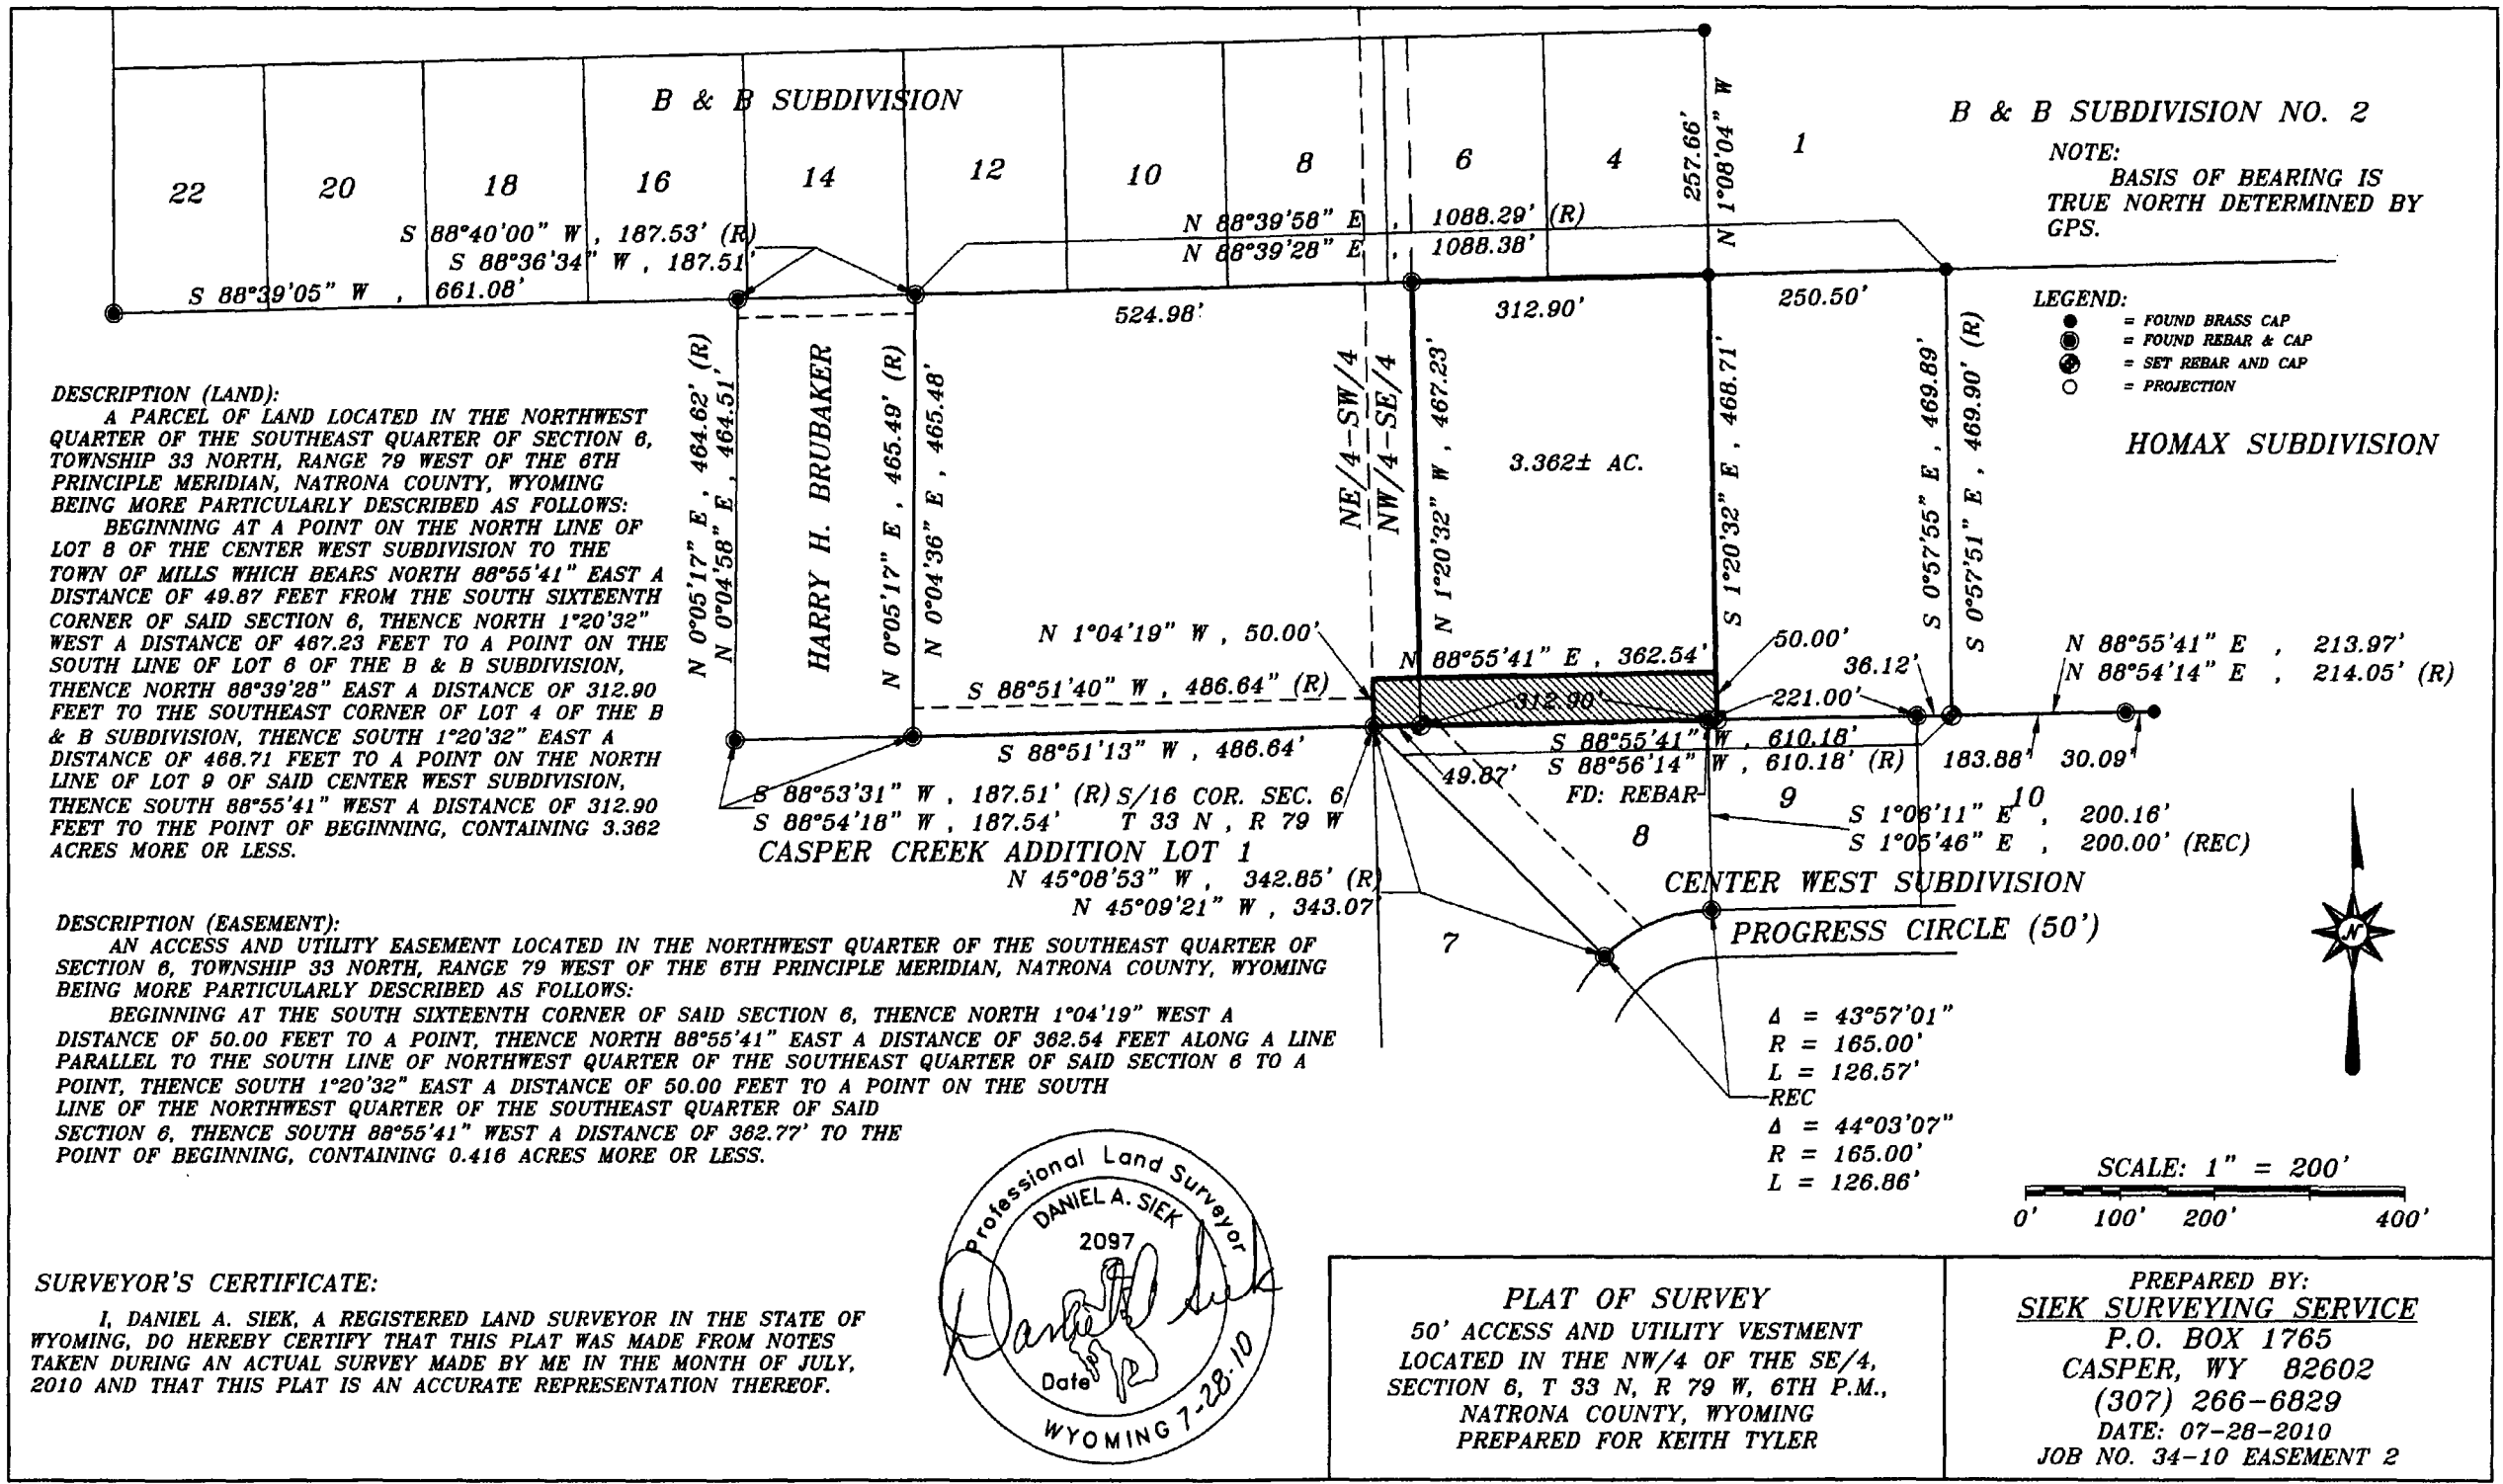 B & B SUBDIVISION
22
20
18
16
14
12
10
8
6
4
1
257.66'
N 1°08'04" W
B & B SUBDIVISION NO. 2
NOTE:
BASIS OF BEARING IS
TRUE NORTH DETERMINED BY
GPS.
S 88°40'00" W , 187.53' (R)
S 88°36'34" W , 187.51'
S 88°39'05" W , 661.08'
N 88°39'58" E , 1088.29' (R)
N 88°39'28" E , 1088.38'
524.98'
312.90'
250.50'
LEGEND:
= FOUND BRASS CAP
= FOUND REBAR & CAP
= SET REBAR AND CAP
= PROJECTION
HOMAX SUBDIVISION
N 0°05'17" E , 464.62' (R)
N 0°04'58" E , 464.51'
HARRY H. BRUBAKER
N 0°05'17" E , 465.49' (R)
N 0°04'36" E , 465.48'
NE/4-SW/4
NW/4-SE/4
N 1°20'32" W , 467.23'
3.362± AC.
S 1°20'32" E , 468.71'
S 0°57'55" E , 469.89'
S 0°57'51" E , 469.90' (R)
DESCRIPTION (LAND):
A PARCEL OF LAND LOCATED IN THE NORTHWEST
QUARTER OF THE SOUTHEAST QUARTER OF SECTION 6,
TOWNSHIP 33 NORTH, RANGE 79 WEST OF THE 6TH
PRINCIPLE MERIDIAN, NATRONA COUNTY, WYOMING
BEING MORE PARTICULARLY DESCRIBED AS FOLLOWS:
BEGINNING AT A POINT ON THE NORTH LINE OF
LOT 8 OF THE CENTER WEST SUBDIVISION TO THE
TOWN OF MILLS WHICH BEARS NORTH 88°55'41" EAST A
DISTANCE OF 49.87 FEET FROM THE SOUTH SIXTEENTH
CORNER OF SAID SECTION 6, THENCE NORTH 1°20'32"
WEST A DISTANCE OF 467.23 FEET TO A POINT ON THE
SOUTH LINE OF LOT 6 OF THE B & B SUBDIVISION,
THENCE NORTH 88°39'28" EAST A DISTANCE OF 312.90
FEET TO THE SOUTHEAST CORNER OF LOT 4 OF THE B
& B SUBDIVISION, THENCE SOUTH 1°20'32" EAST A
DISTANCE OF 468.71 FEET TO A POINT ON THE NORTH
LINE OF LOT 9 OF SAID CENTER WEST SUBDIVISION,
THENCE SOUTH 88°55'41" WEST A DISTANCE OF 312.90
FEET TO THE POINT OF BEGINNING, CONTAINING 3.362
ACRES MORE OR LESS.
N 1°04'19" W , 50.00'
N 88°55'41" E , 362.54'
50.00'
36.12'
N 88°55'41" E , 213.97'
N 88°54'14" E , 214.05' (R)
S 88°51'40" W , 486.64" (R)
312.90'
221.00'
S 88°51'13" W , 486.64'
S 88°55'41" W , 610.18'
S 88°56'14" W , 610.18' (R)
183.88'
30.09'
49.87'
FD: REBAR
S 88°53'31" W , 187.51' (R)
S 88°54'18" W , 187.54'
S/16 COR. SEC. 6
T 33 N , R 79 W
9
10
8
7
S 1°06'11" E , 200.16'
S 1°05'46" E , 200.00' (REC)
CASPER CREEK ADDITION LOT 1
N 45°08'53" W , 342.85' (R)
N 45°09'21" W , 343.07'
CENTER WEST SUBDIVISION
PROGRESS CIRCLE (50')
N
DESCRIPTION (EASEMENT):
AN ACCESS AND UTILITY EASEMENT LOCATED IN THE NORTHWEST QUARTER OF THE SOUTHEAST QUARTER OF
SECTION 6, TOWNSHIP 33 NORTH, RANGE 79 WEST OF THE 6TH PRINCIPLE MERIDIAN, NATRONA COUNTY, WYOMING
BEING MORE PARTICULARLY DESCRIBED AS FOLLOWS:
BEGINNING AT THE SOUTH SIXTEENTH CORNER OF SAID SECTION 6, THENCE NORTH 1°04'19" WEST A
DISTANCE OF 50.00 FEET TO A POINT, THENCE NORTH 88°55'41" EAST A DISTANCE OF 362.54 FEET ALONG A LINE
PARALLEL TO THE SOUTH LINE OF NORTHWEST QUARTER OF THE SOUTHEAST QUARTER OF SAID SECTION 6 TO A
POINT, THENCE SOUTH 1°20'32" EAST A DISTANCE OF 50.00 FEET TO A POINT ON THE SOUTH
LINE OF THE NORTHWEST QUARTER OF THE SOUTHEAST QUARTER OF SAID
SECTION 6, THENCE SOUTH 88°55'41" WEST A DISTANCE OF 362.77' TO THE
POINT OF BEGINNING, CONTAINING 0.416 ACRES MORE OR LESS.
Δ = 43°57'01"
R = 165.00'
L = 126.57'
REC
Δ = 44°03'07"
R = 165.00'
L = 126.86'
SCALE: 1" = 200'
0' 100' 200' 400'
Professional Land Surveyor
DANIEL A. SIEK
2097
Daniel A Siek
Date
WYOMING 7-28-10
SURVEYOR'S CERTIFICATE:
I, DANIEL A. SIEK, A REGISTERED LAND SURVEYOR IN THE STATE OF
WYOMING, DO HEREBY CERTIFY THAT THIS PLAT WAS MADE FROM NOTES
TAKEN DURING AN ACTUAL SURVEY MADE BY ME IN THE MONTH OF JULY,
2010 AND THAT THIS PLAT IS AN ACCURATE REPRESENTATION THEREOF.
PLAT OF SURVEY
50' ACCESS AND UTILITY VESTMENT
LOCATED IN THE NW/4 OF THE SE/4,
SECTION 6, T 33 N, R 79 W, 6TH P.M.,
NATRONA COUNTY, WYOMING
PREPARED FOR KEITH TYLER
PREPARED BY:
SIEK SURVEYING SERVICE
P.O. BOX 1765
CASPER, WY 82602
(307) 266-6829
DATE: 07-28-2010
JOB NO. 34-10 EASEMENT 2